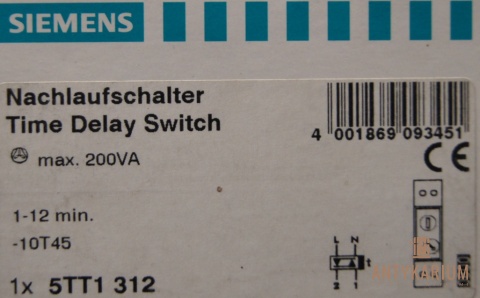 SIEMENS
Nachlaufschalter
Time Delay Switch
4 001869 093451
max. 200VA
CE
1-12 min.
-10T45
L N
t
2 1
1x 5TT1 312